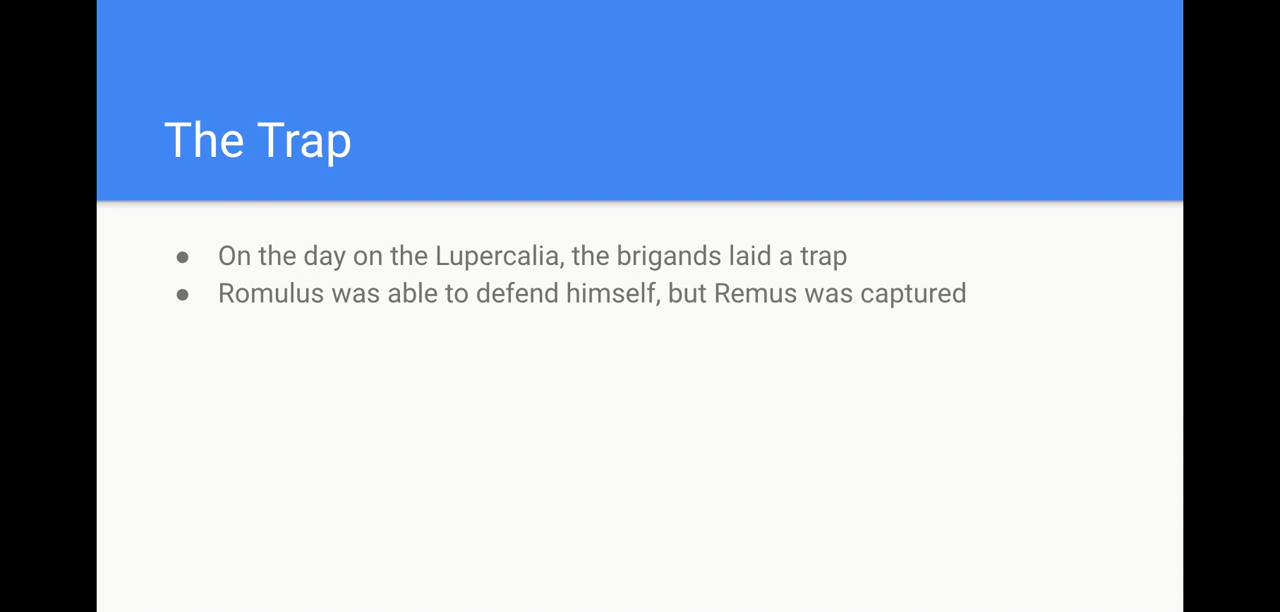 The Trap
● On the day on the Lupercalia, the brigands laid a trap
● Romulus was able to defend himself, but Remus was captured